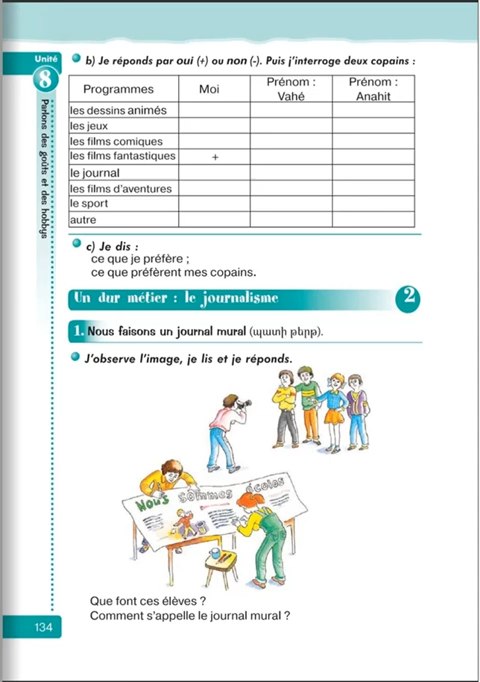 Unité
8
Parlons des goûts et des hobbys
b) Je réponds par oui (+) ou non (-). Puis j'interroge deux copains :
Programmes Moi Prénom : Vahé Prénom : Anahit
les dessins animés
les jeux
les films comiques
les films fantastiques +
le journal
les films d'aventures
le sport
autre
c) Je dis :
ce que je préfère ;
ce que préfèrent mes copains.
Un dur métier : le journalisme 2
1. Nous faisons un journal mural (պատի թերթ).
J'observe l'image, je lis et je réponds.
Nous sommes écolos
Que font ces élèves ?
Comment s'appelle le journal mural ?
134